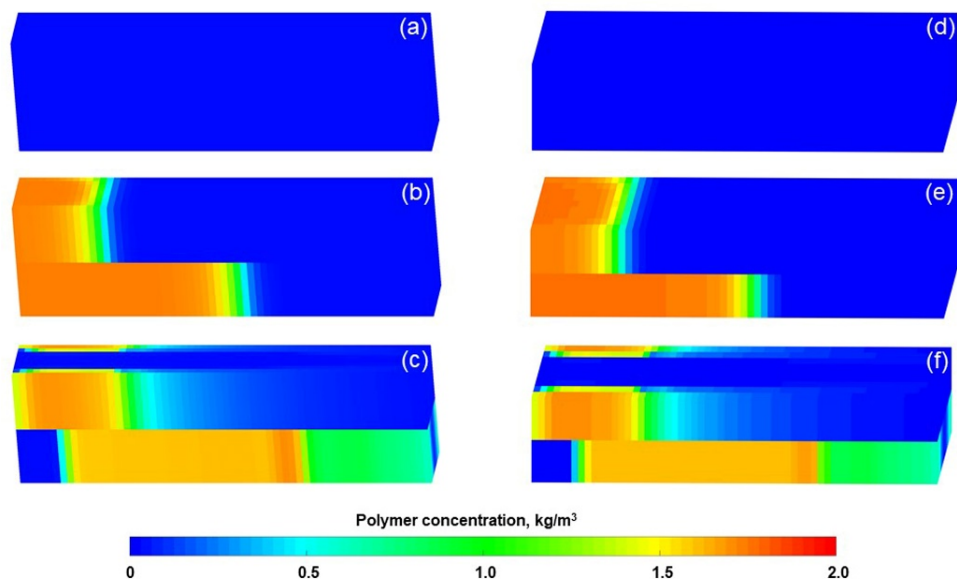 (a) (d)
(b) (e)
(c) (f)
Polymer concentration, kg/m³
0 0.5 1.0 1.5 2.0